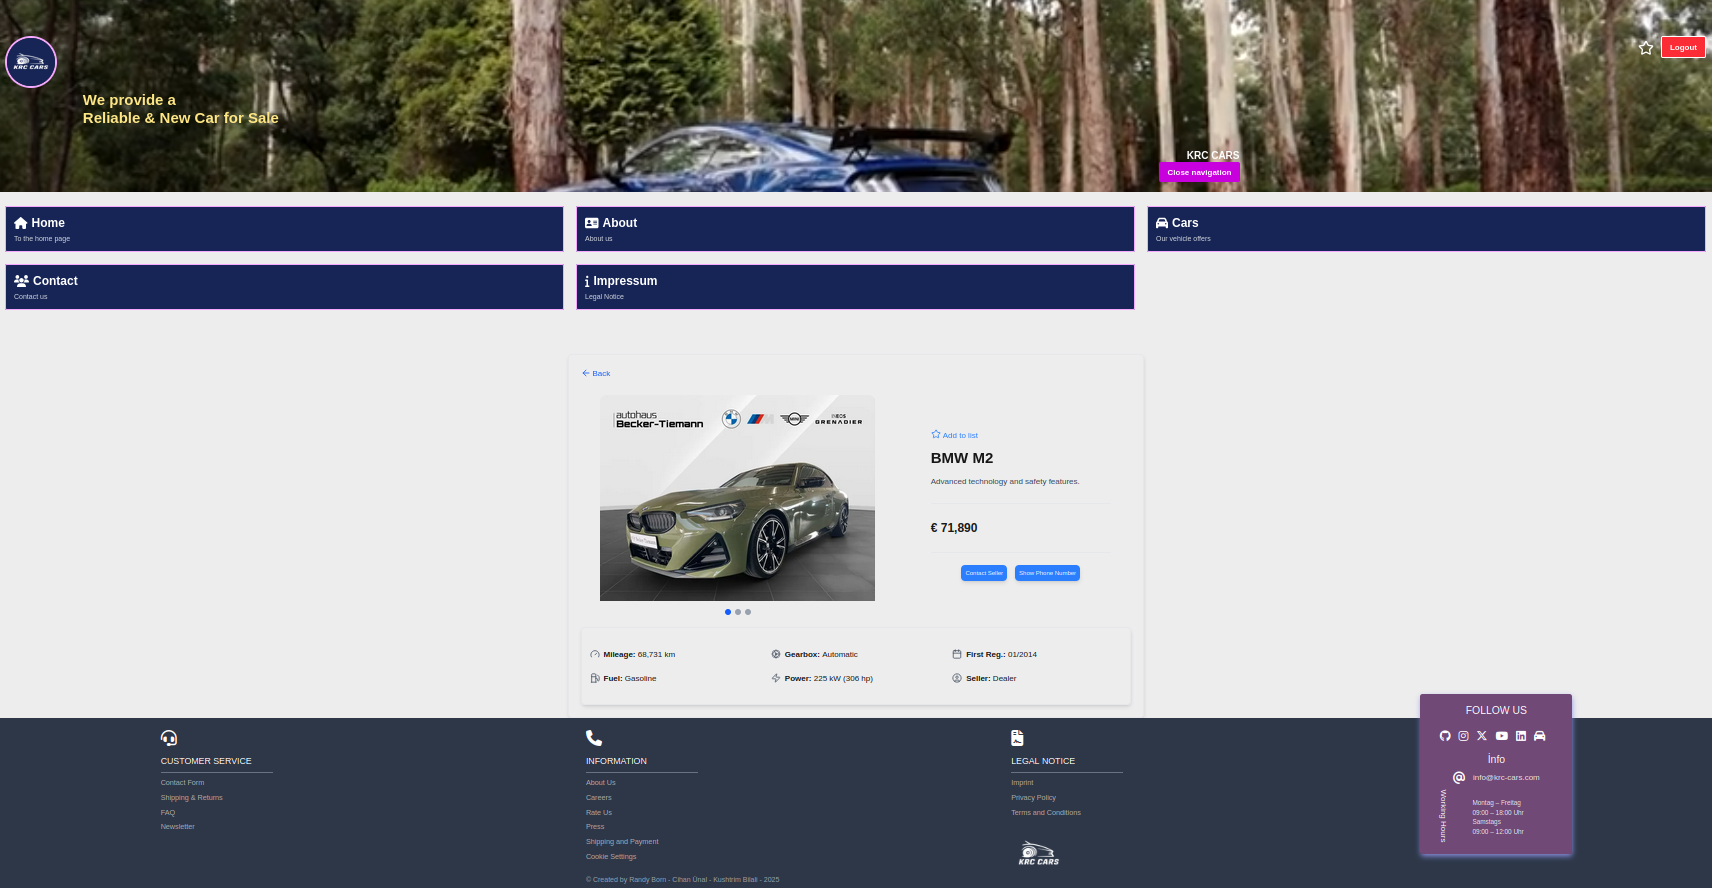 KRC CARS
Logout
We provide a
Reliable & New Car for Sale
KRC CARS
Close navigation
Home
To the home page
About
About us
Cars
Our vehicle offers
Contact
Contact us
Impressum
Legal Notice
Back
autohaus
Becker-Tiemann
MINI
INEOS
GRENADIER
Add to list
BMW M2
Advanced technology and safety features.
€ 71,890
Contact Seller
Show Phone Number
Mileage: 68,731 km
Gearbox: Automatic
First Reg.: 01/2014
Fuel: Gasoline
Power: 225 kW (306 hp)
Seller: Dealer
CUSTOMER SERVICE
Contact Form
Shipping & Returns
FAQ
Newsletter
INFORMATION
About Us
Careers
Rate Us
Press
Shipping and Payment
Cookie Settings
LEGAL NOTICE
Imprint
Privacy Policy
Terms and Conditions
KRC CARS
© Created by Randy Born - Cihan Ünal - Kushtrim Bilali - 2025
FOLLOW US
İnfo
info@krc-cars.com
Working Hours
Montag – Freitag
09:00 – 18:00 Uhr
Samstags
09:00 – 12:00 Uhr